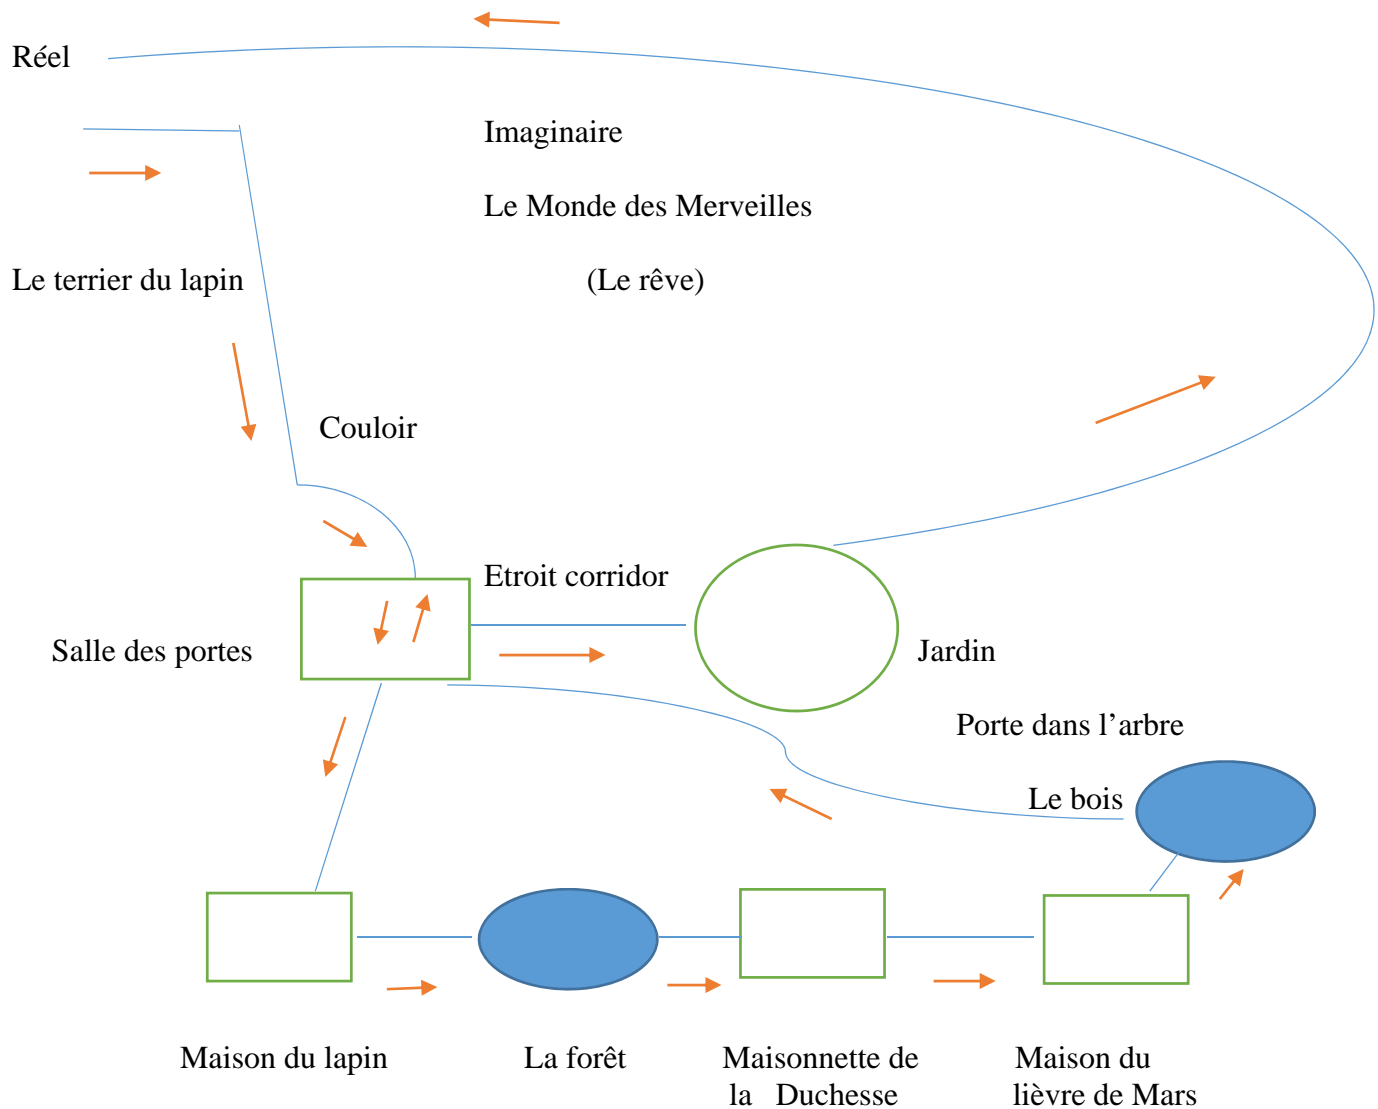 Réel
Imaginaire
Le Monde des Merveilles
Le terrier du lapin
(Le rêve)
Couloir
Etroit corridor
Salle des portes
Jardin
Porte dans l’arbre
Le bois
Maison du lapin
La forêt
Maisonnette de
la Duchesse
Maison du
lièvre de Mars